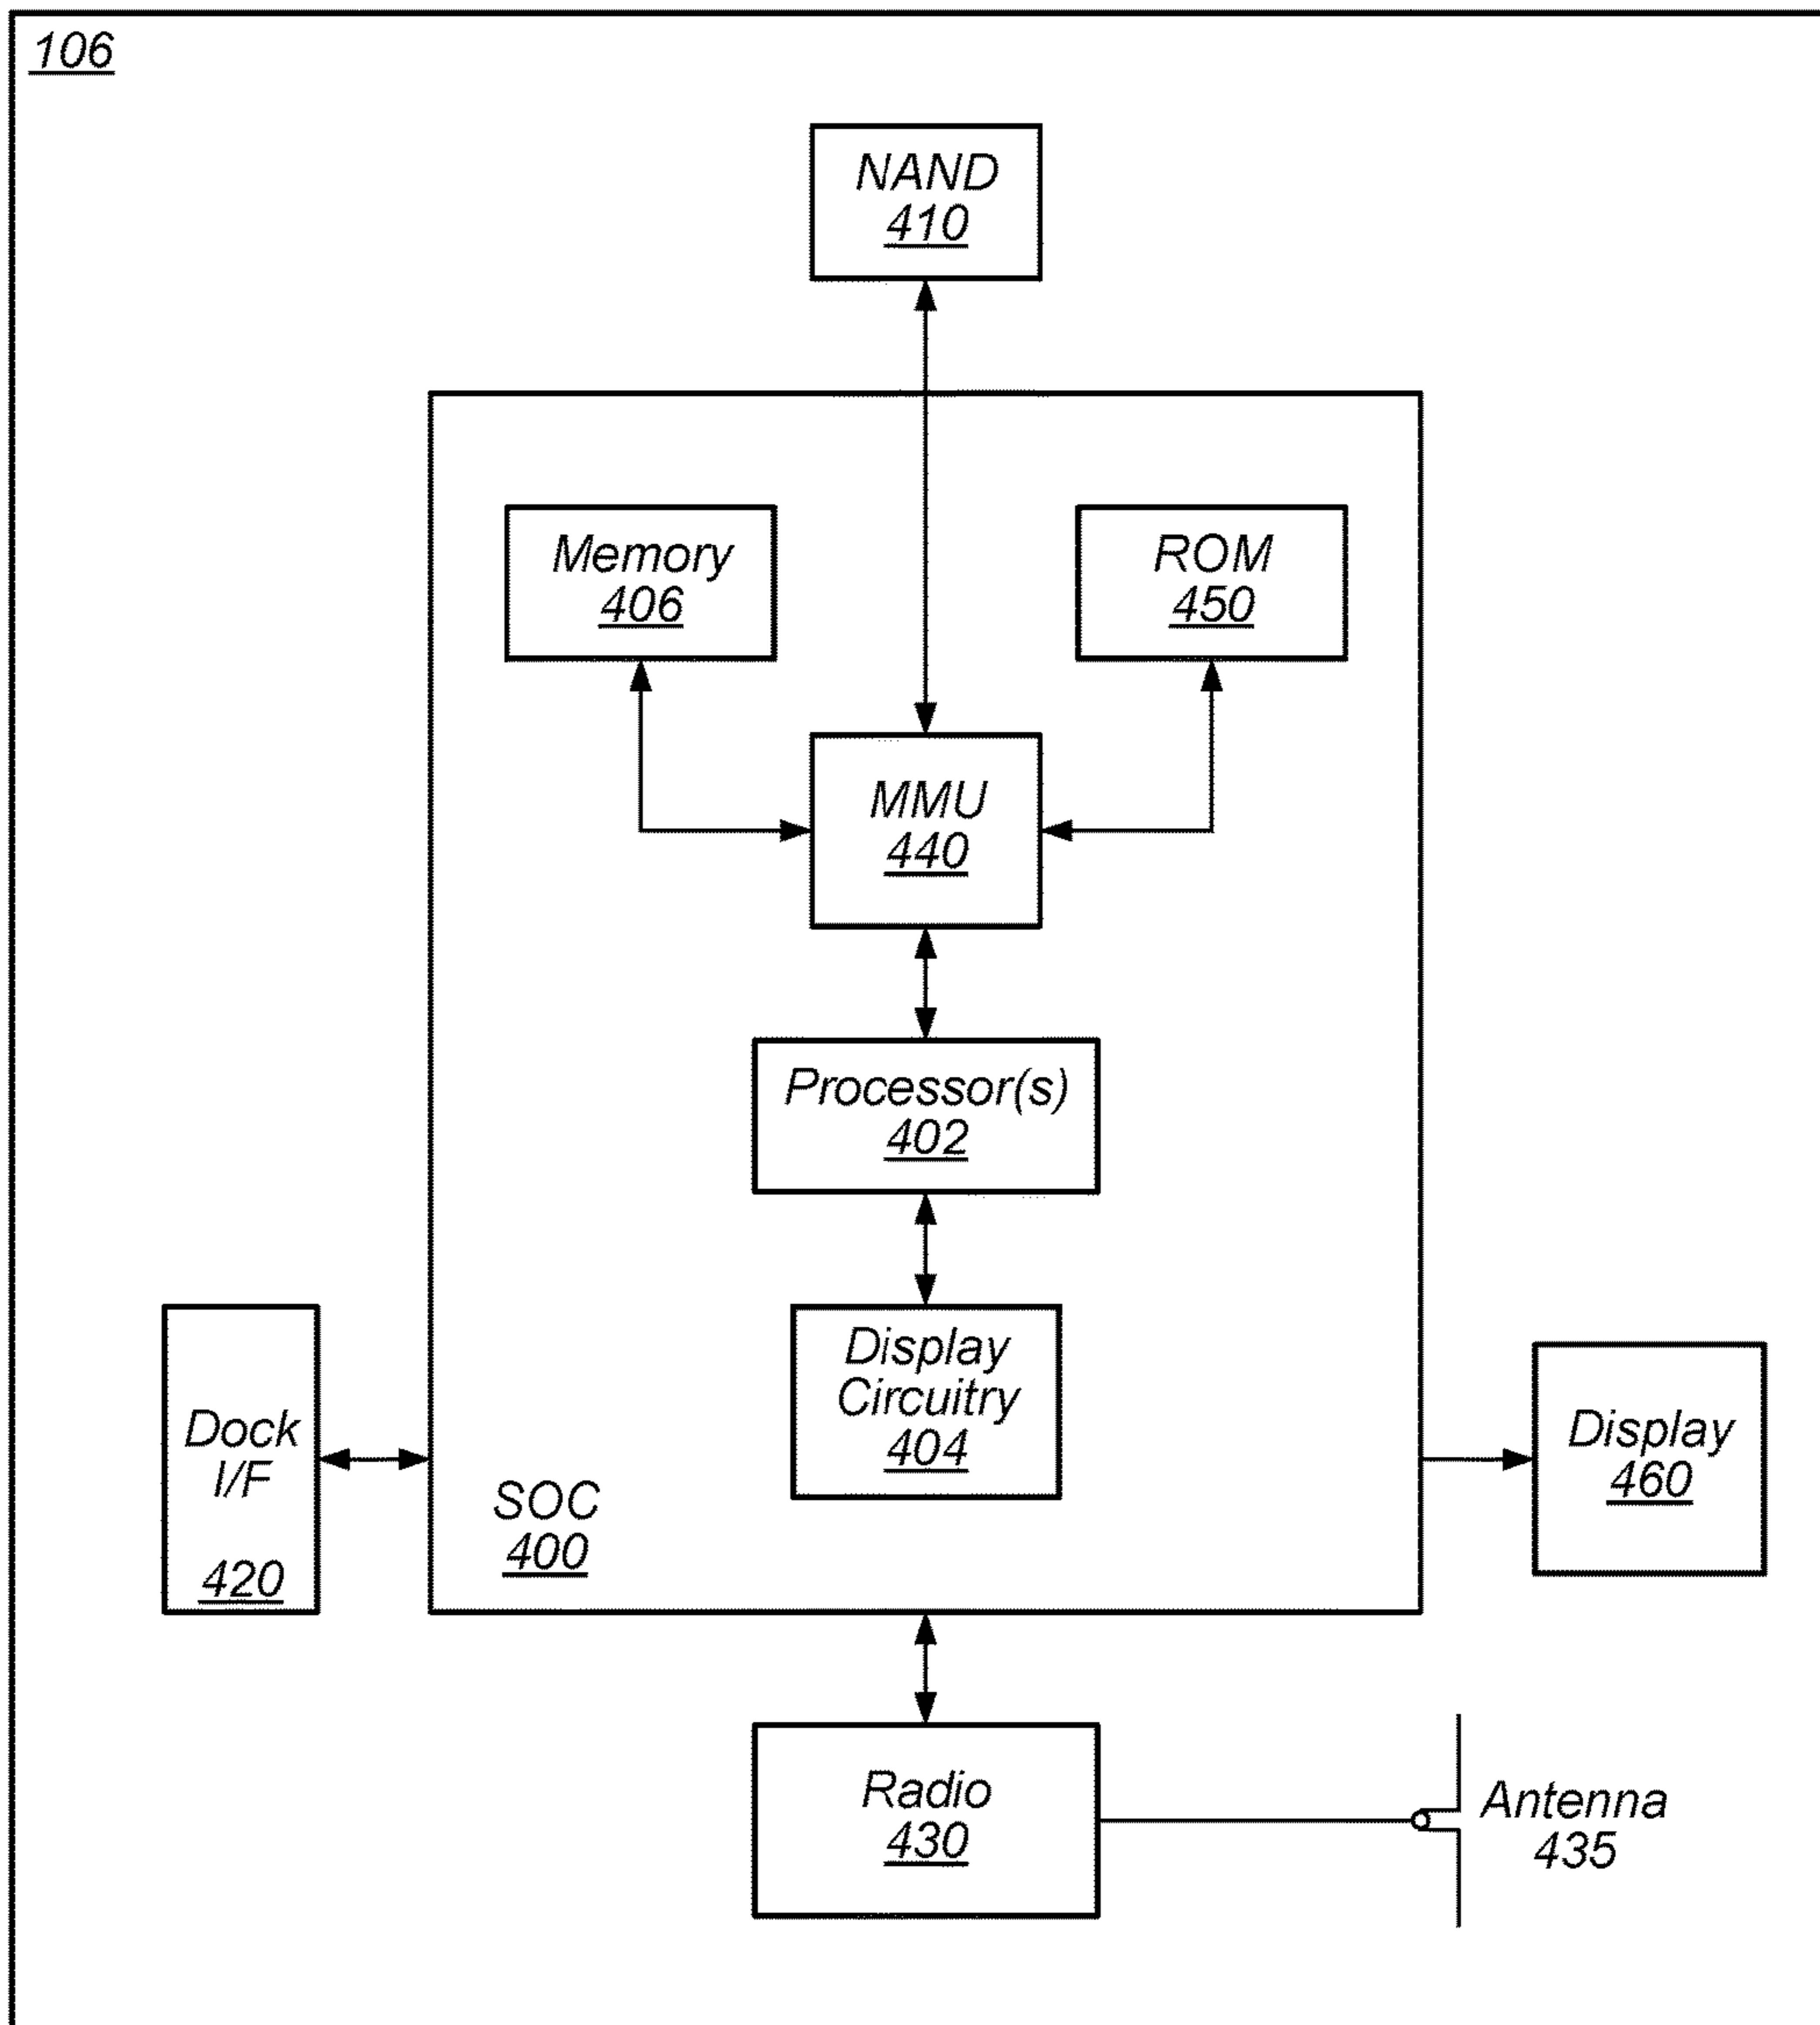 106
NAND
410
Memory
406
ROM
450
MMU
440
Processor(s)
402
Display
Circuitry
404
Dock
I/F
420
SOC
400
Display
460
Radio
430
Antenna
435